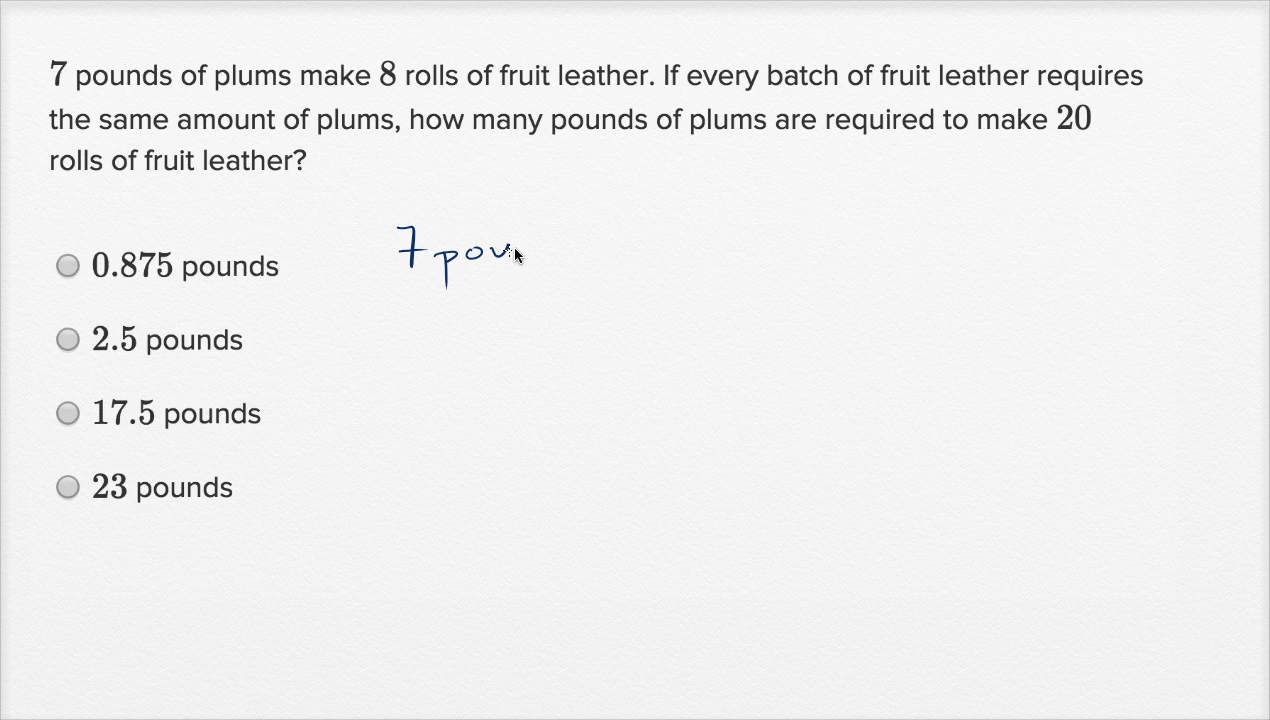 7 pounds of plums make 8 rolls of fruit leather. If every batch of fruit leather requires
the same amount of plums, how many pounds of plums are required to make 20
rolls of fruit leather?
7 pou
0.875 pounds
2.5 pounds
17.5 pounds
23 pounds